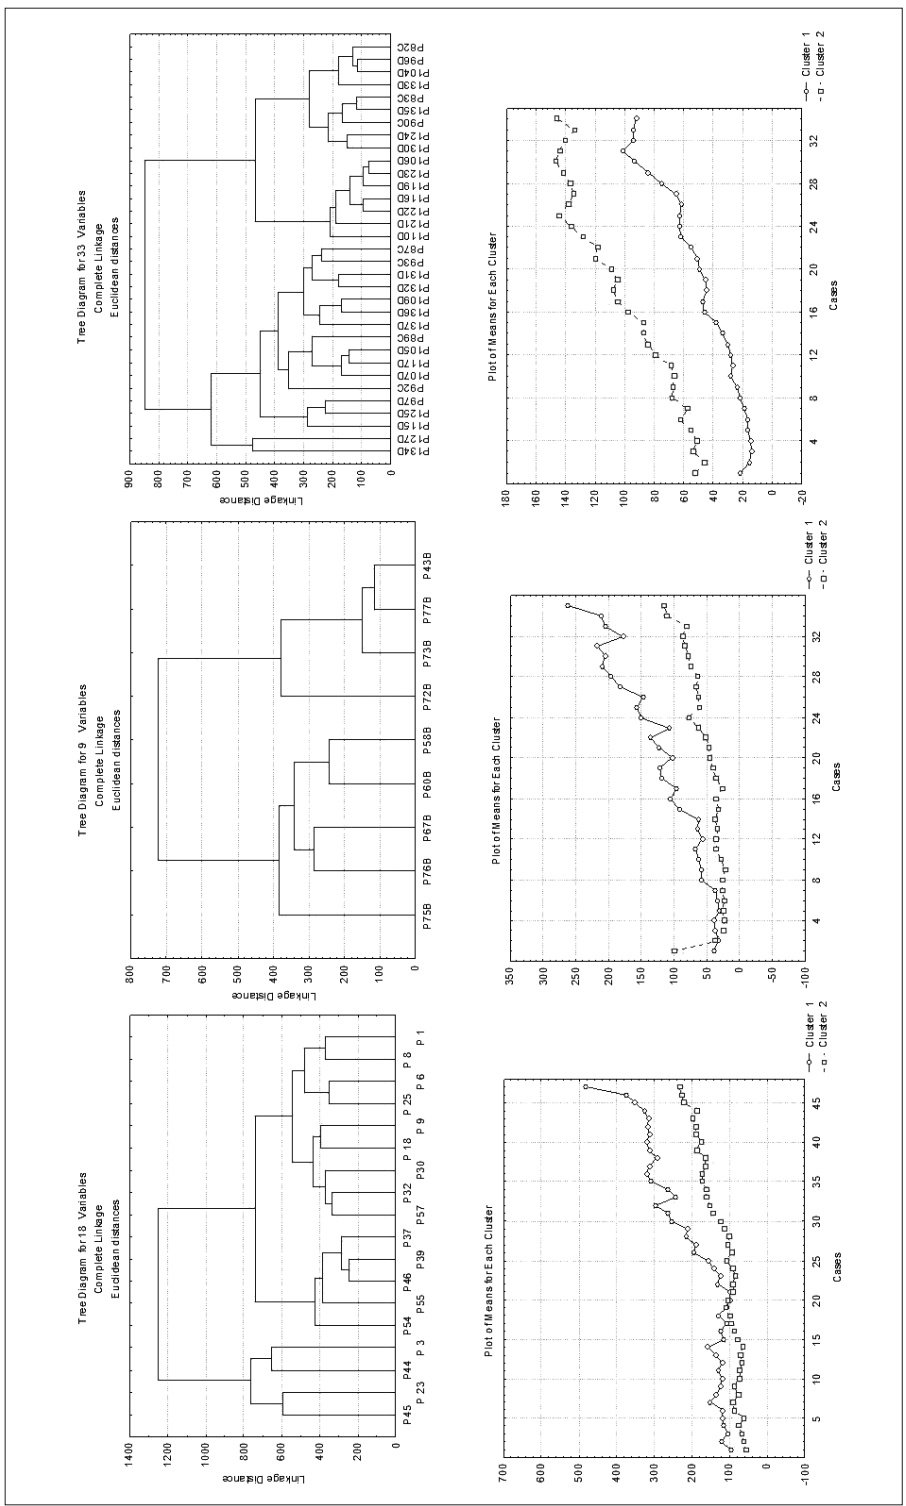 Tree Diagram for 33 Variables
Complete Linkage
Euclidean distances
900 800 700 600 500 400 300 200 100 0
Linkage Distance
P134D P127D P115D P125D P97D P92C P107D P117D P105D P89C P137D P136D P109D P132D P131D P93C P87C P110D P121D P122D P116D P119D P123D P106D P130D P124D P90C P135D P83C P133D P104D P96D P82C
Plot of Means for Each Cluster
180 160 140 120 100 80 60 40 20 0 -20
4 8 12 16 20 24 28 32
Cases
Cluster 1
Cluster 2
Tree Diagram for 9 Variables
Complete Linkage
Euclidean distances
800 700 600 500 400 300 200 100 0
Linkage Distance
P75B P76B P67B P60B P58B P72B P73B P77B P43B
Plot of Means for Each Cluster
350 300 250 200 150 100 50 0 -50 -100
4 8 12 16 20 24 28 32
Cases
Cluster 1
Cluster 2
Tree Diagram for 18 Variables
Complete Linkage
Euclidean distances
1400 1200 1000 800 600 400 200 0
Linkage Distance
P45 P 23 P44 P 3 P54 P55 P46 P39 P37 P57 P32 P30 P 18 P 9 P 25 P 6 P 8 P 1
Plot of Means for Each Cluster
700 600 500 400 300 200 100 0 -100
5 10 15 20 25 30 35 40 45
Cases
Cluster 1
Cluster 2